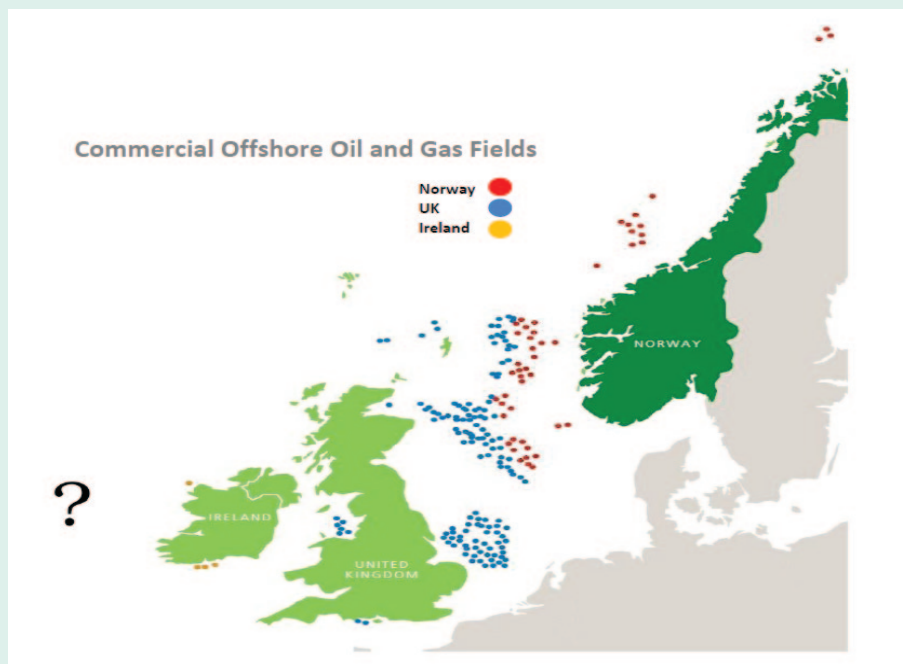 Commercial Offshore Oil and Gas Fields
Norway
UK
Ireland
NORWAY
?
IRELAND
UNITED
KINGDOM